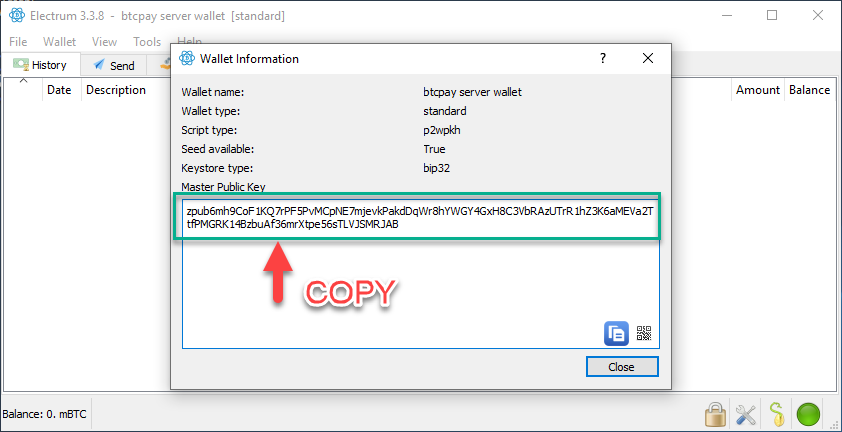 Electrum 3.3.8 - btcpay server wallet [standard]
File Wallet View Tools Help
History Send
Wallet Information
Date Description Amount Balance
Wallet name: btcpay server wallet
Wallet type: standard
Script type: p2wpkh
Seed available: True
Keystore type: bip32
Master Public Key
zpub6mh9CoF1KQ7rPF5PvMCpNE7mjevkPakdDqWr8hYWGY4GxH8C3VbRAzUTrR1hZ3K6aMEVa2T
tfPMGRK14BzbuAf36mrXtpe56sTLVJSMRJAB
COPY
Close
Balance: 0. mBTC